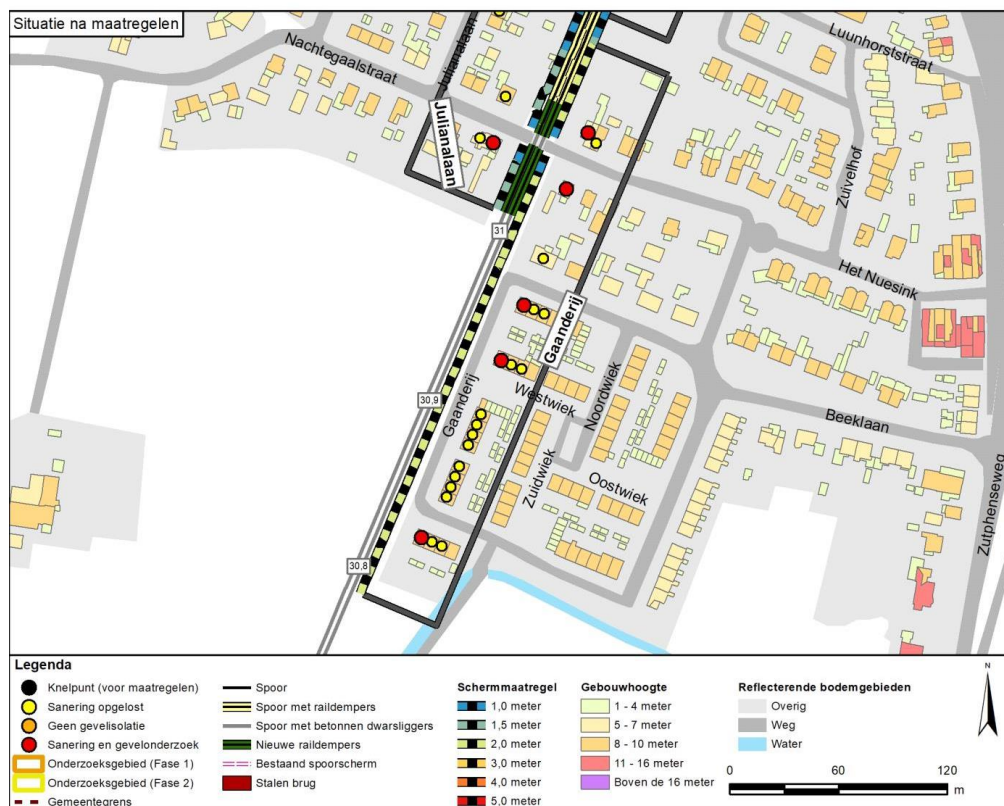 Situatie na maatregelen
Nachtegaalstraat
Julianalaan
Luunhorststraat
Julianalaan
Zuivelhof
31
Het Nuesink
Gaanderij
30,9
Gaanderij
Westwiek
Noordwiek
Beeklaan
Zuidwiek
Oostwiek
Zutphenseweg
30,8
Legenda
Knelpunt (voor maatregelen)
Sanering opgelost
Geen gevelisolatie
Sanering en gevelonderzoek
Onderzoeksgebied (Fase 1)
Onderzoeksgebied (Fase 2)
Gemeentegrens
Spoor
Spoor met raildempers
Spoor met betonnen dwarsliggers
Nieuwe raildempers
Bestaand spoorscherm
Stalen brug
Schermmaatregel
1,0 meter
1,5 meter
2,0 meter
3,0 meter
4,0 meter
5,0 meter
Gebouwhoogte
1 - 4 meter
5 - 7 meter
8 - 10 meter
11 - 16 meter
Boven de 16 meter
Reflecterende bodemgebieden
Overig
Weg
Water
N
0 30 60 120
m